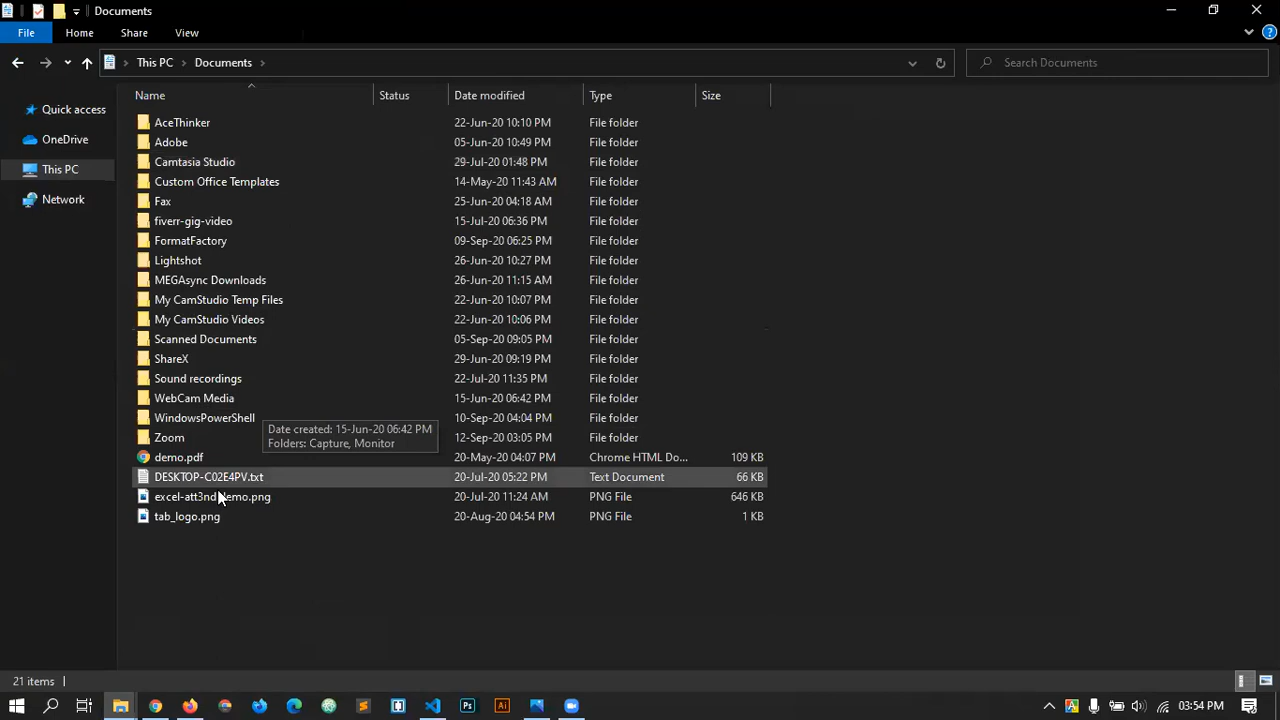 Documents
File Home Share View
This PC Documents Search Documents
Name Status Date modified Type Size
Quick access
OneDrive
This PC
Network
AceThinker 22-Jun-20 10:10 PM File folder
Adobe 05-Jun-20 10:49 PM File folder
Camtasia Studio 29-Jul-20 01:48 PM File folder
Custom Office Templates 14-May-20 11:43 AM File folder
Fax 25-Jun-20 04:18 AM File folder
fiverr-gig-video 15-Jul-20 06:36 PM File folder
FormatFactory 09-Sep-20 06:25 PM File folder
Lightshot 26-Jun-20 10:27 PM File folder
MEGAsync Downloads 26-Jun-20 11:15 AM File folder
My CamStudio Temp Files 22-Jun-20 10:07 PM File folder
My CamStudio Videos 22-Jun-20 10:06 PM File folder
Scanned Documents 05-Sep-20 09:05 PM File folder
ShareX 29-Jun-20 09:19 PM File folder
Sound recordings 22-Jul-20 11:35 PM File folder
WebCam Media 15-Jun-20 06:42 PM File folder
WindowsPowerShell 10-Sep-20 04:04 PM File folder
Date created: 15-Jun-20 06:42 PM
Folders: Capture, Monitor
Zoom 12-Sep-20 03:05 PM File folder
demo.pdf 20-May-20 04:07 PM Chrome HTML Do... 109 KB
DESKTOP-C02E4PV.txt 20-Jul-20 05:22 PM Text Document 66 KB
excel-att3nd demo.png 20-Jul-20 11:24 AM PNG File 646 KB
tab_logo.png 20-Aug-20 04:54 PM PNG File 1 KB
21 items
Ps Ai 03:54 PM